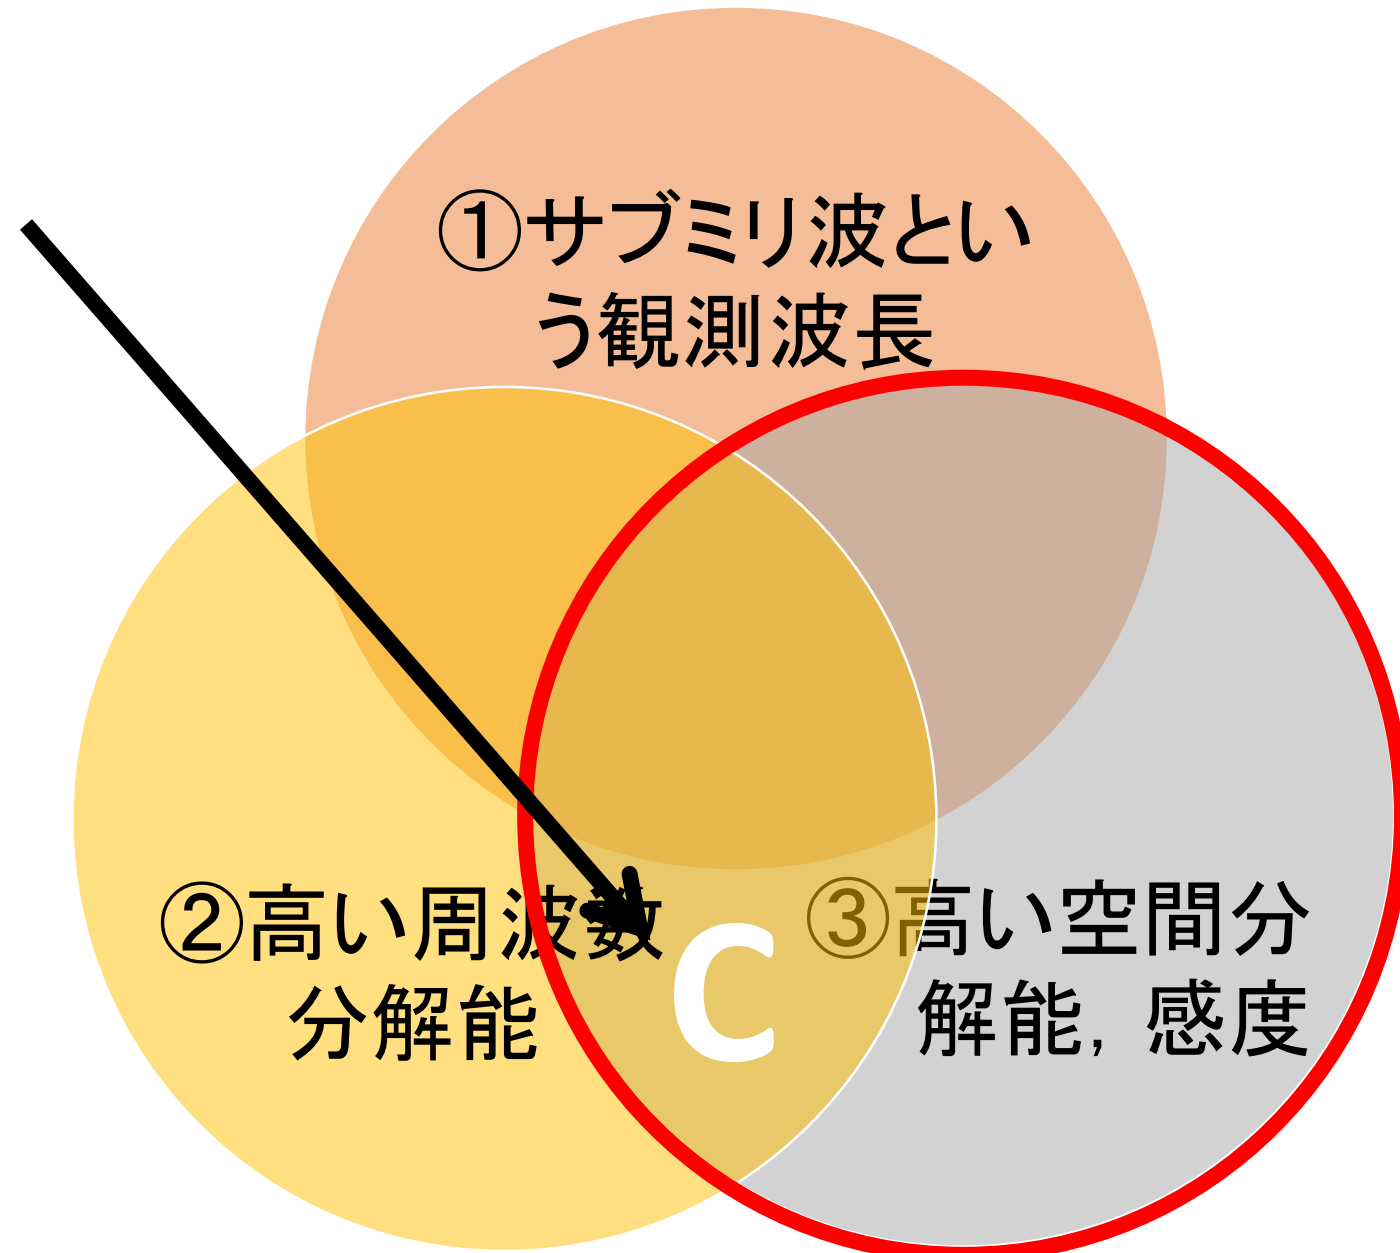 ①サブミリ波とい
う観測波長
②高い周波数
分解能
C
③高い空間分
解能，感度